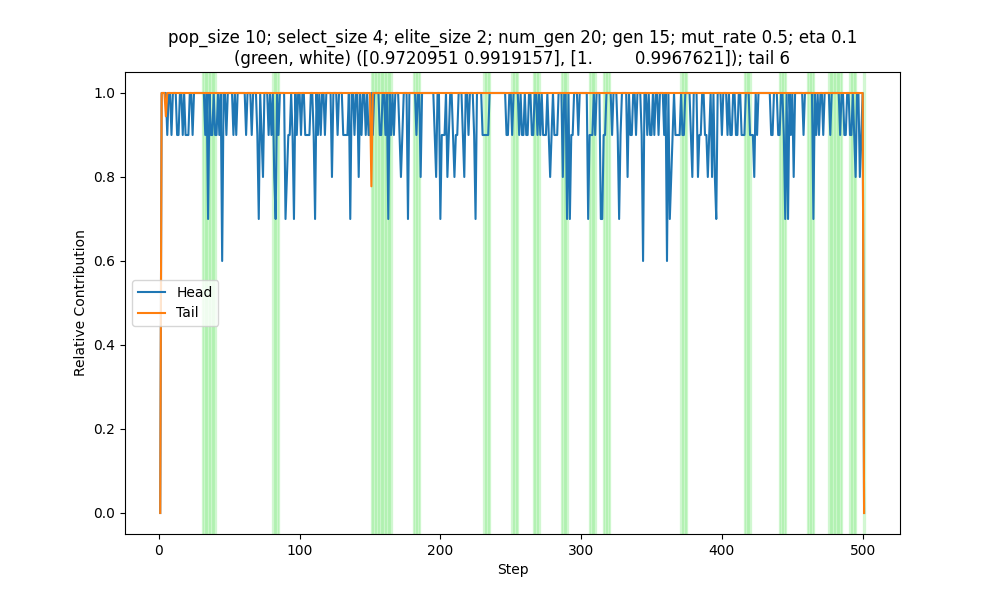 pop_size 10; select_size 4; elite_size 2; num_gen 20; gen 15; mut_rate 0.5; eta 0.1
(green, white) ([0.9720951 0.9919157], [1.        0.9967621]); tail 6
1.0
0.8
0.6
0.4
0.2
0.0
Relative Contribution
Head
Tail
0
100
200
300
400
500
Step